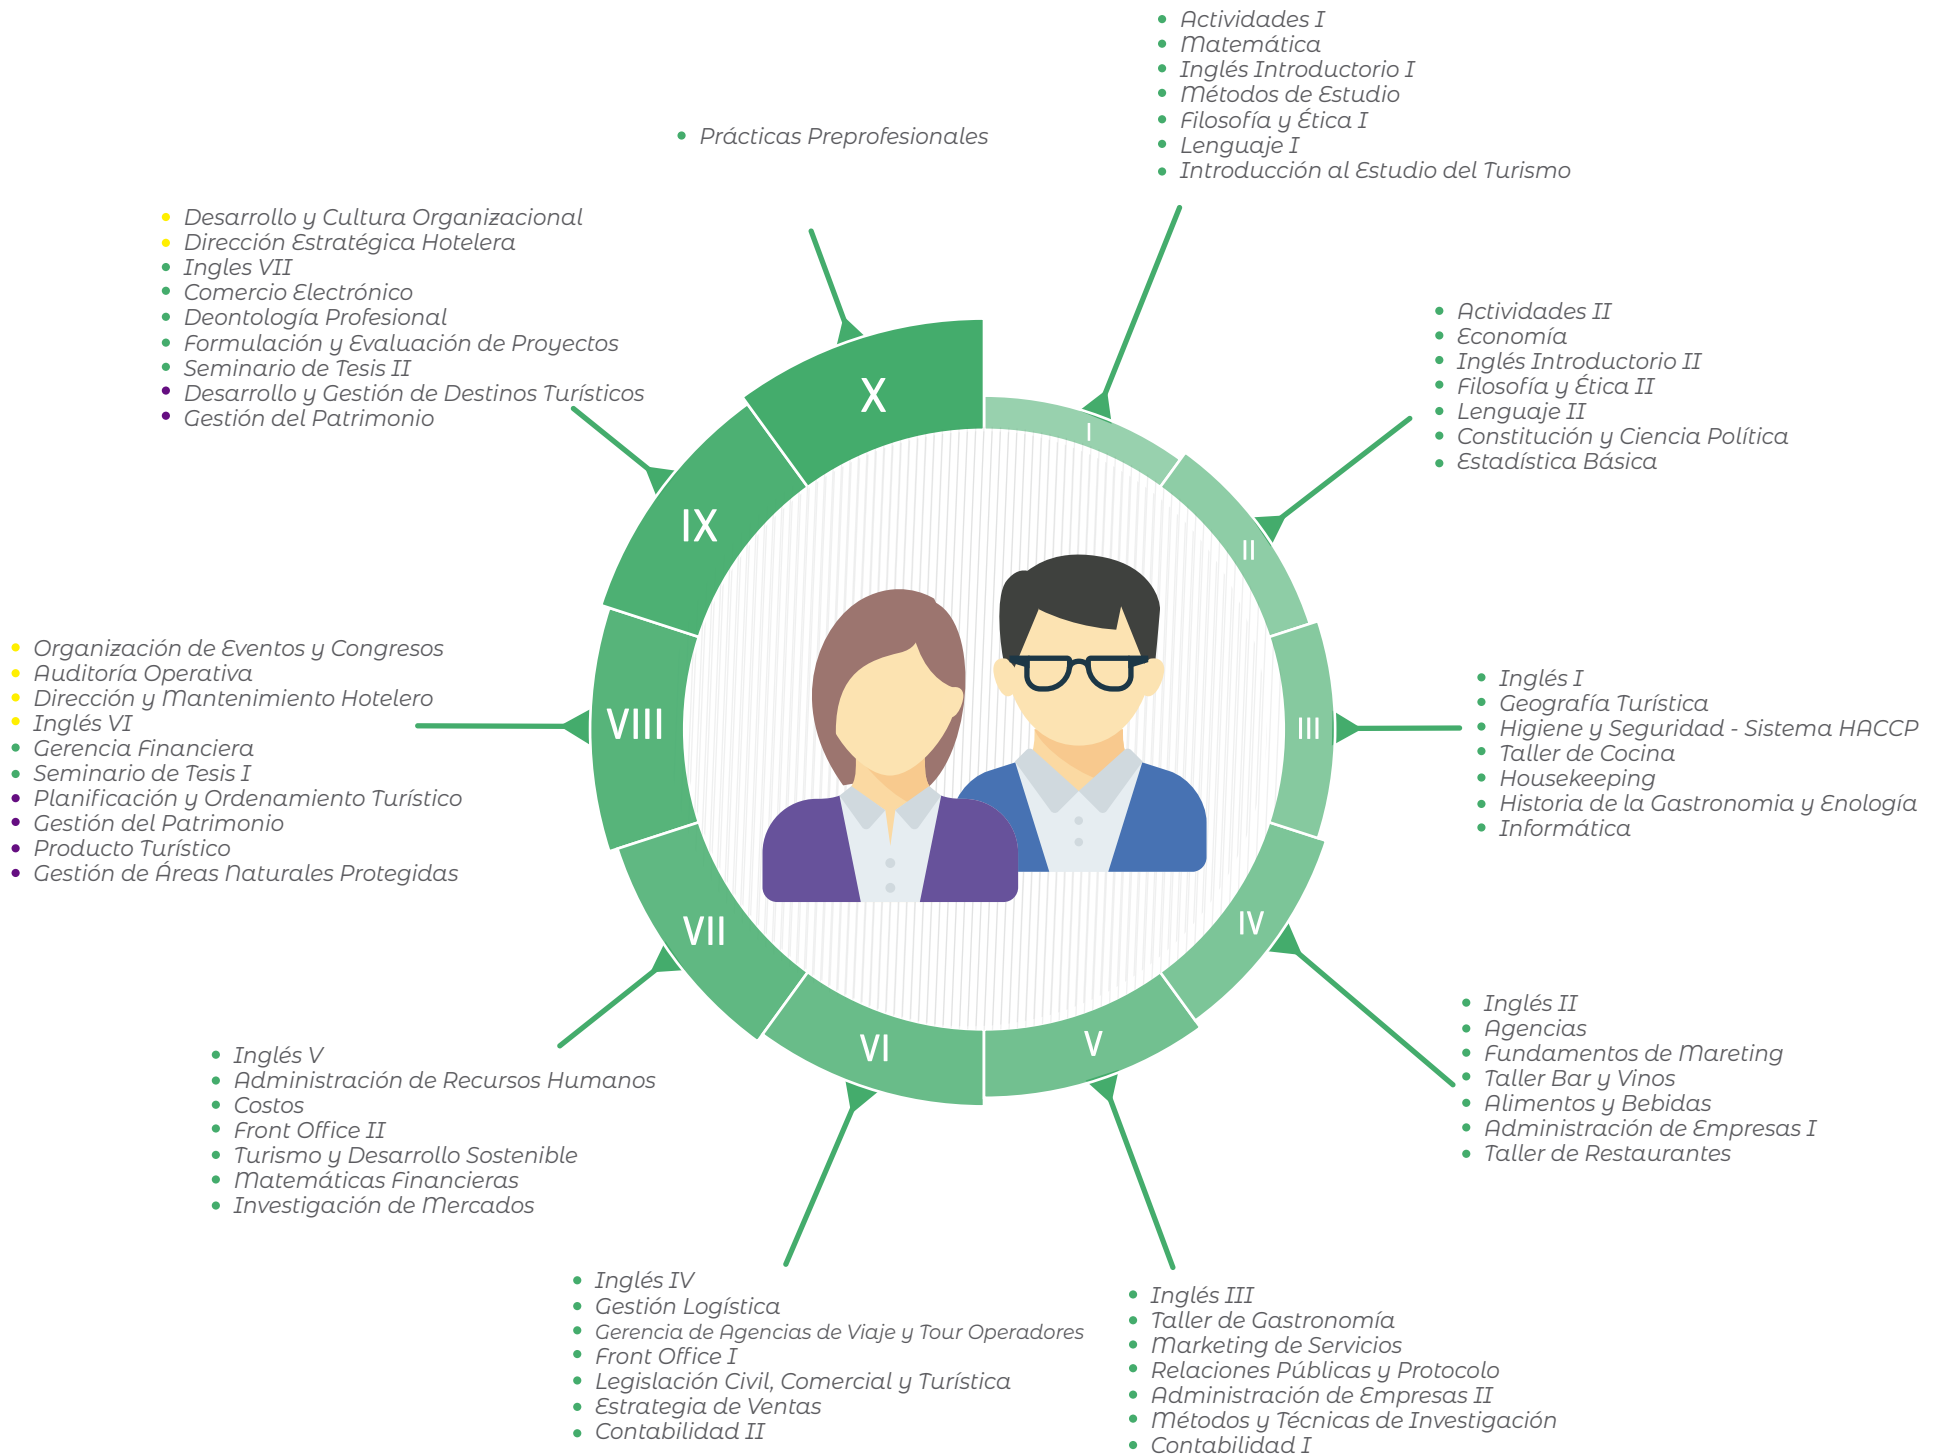 Actividades I
Matemática
Inglés Introductorio I
Métodos de Estudio
Filosofía y Ética I
Lenguaje I
Introducción al Estudio del Turismo
Prácticas Preprofesionales
Desarrollo y Cultura Organizacional
Dirección Estratégica Hotelera
Ingles VII
Comercio Electrónico
Deontología Profesional
Formulación y Evaluación de Proyectos
Seminario de Tesis II
Desarrollo y Gestión de Destinos Turísticos
Gestión del Patrimonio
Actividades II
Economía
Inglés Introductorio II
Filosofía y Ética II
Lenguaje II
Constitución y Ciencia Política
Estadística Básica
X
I
IX
II
VIII
III
VII
IV
VI
V
Organización de Eventos y Congresos
Auditoría Operativa
Dirección y Mantenimiento Hotelero
Inglés VI
Gerencia Financiera
Seminario de Tesis I
Planificación y Ordenamiento Turístico
Gestión del Patrimonio
Producto Turístico
Gestión de Áreas Naturales Protegidas
Inglés I
Geografía Turística
Higiene y Seguridad - Sistema HACCP
Taller de Cocina
Housekeeping
Historia de la Gastronomia y Enología
Informática
Inglés II
Agencias
Fundamentos de Mareting
Taller Bar y Vinos
Alimentos y Bebidas
Administración de Empresas I
Taller de Restaurantes
Inglés V
Administración de Recursos Humanos
Costos
Front Office II
Turismo y Desarrollo Sostenible
Matemáticas Financieras
Investigación de Mercados
Inglés IV
Gestión Logística
Gerencia de Agencias de Viaje y Tour Operadores
Front Office I
Legislación Civil, Comercial y Turística
Estrategia de Ventas
Contabilidad II
Inglés III
Taller de Gastronomía
Marketing de Servicios
Relaciones Públicas y Protocolo
Administración de Empresas II
Métodos y Técnicas de Investigación
Contabilidad I